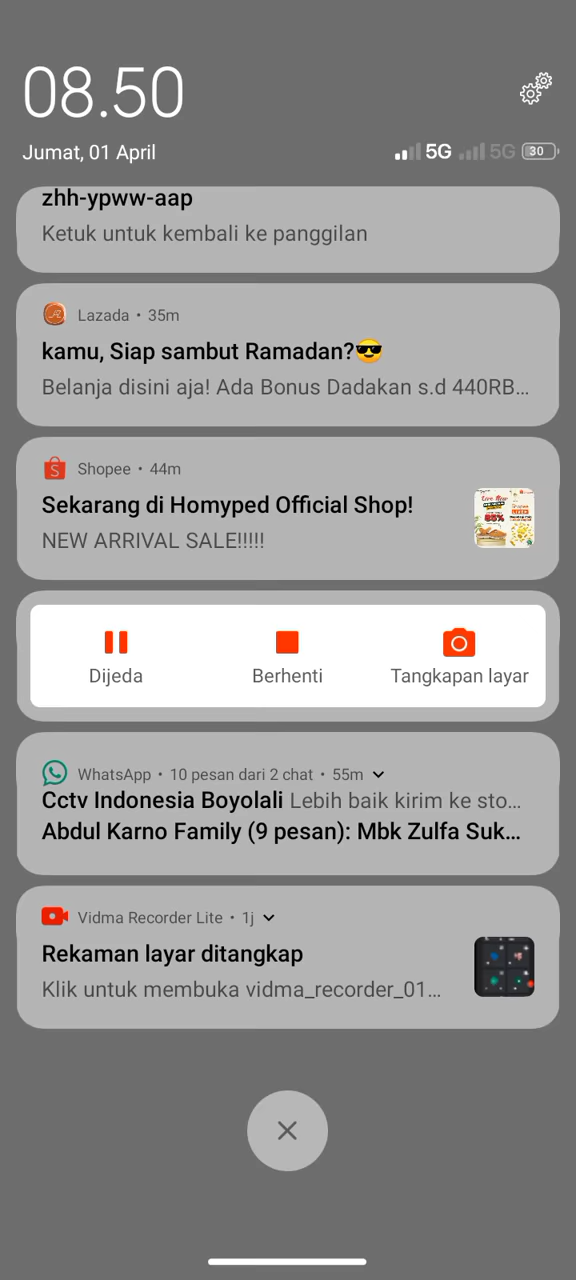 08.50
Jumat, 01 April
5G 5G 30
zhh-ypww-aap
Ketuk untuk kembali ke panggilan
Lazada • 35m
kamu, Siap sambut Ramadan?😎
Belanja disini aja! Ada Bonus Dadakan s.d 440RB...
Shopee • 44m
Sekarang di Homyped Official Shop!
NEW ARRIVAL SALE!!!!!
Dijeda Berhenti Tangkapan layar
WhatsApp • 10 pesan dari 2 chat • 55m
Cctv Indonesia Boyolali Lebih baik kirim ke sto...
Abdul Karno Family (9 pesan): Mbk Zulfa Suk...
Vidma Recorder Lite • 1j
Rekaman layar ditangkap
Klik untuk membuka vidma_recorder_01...